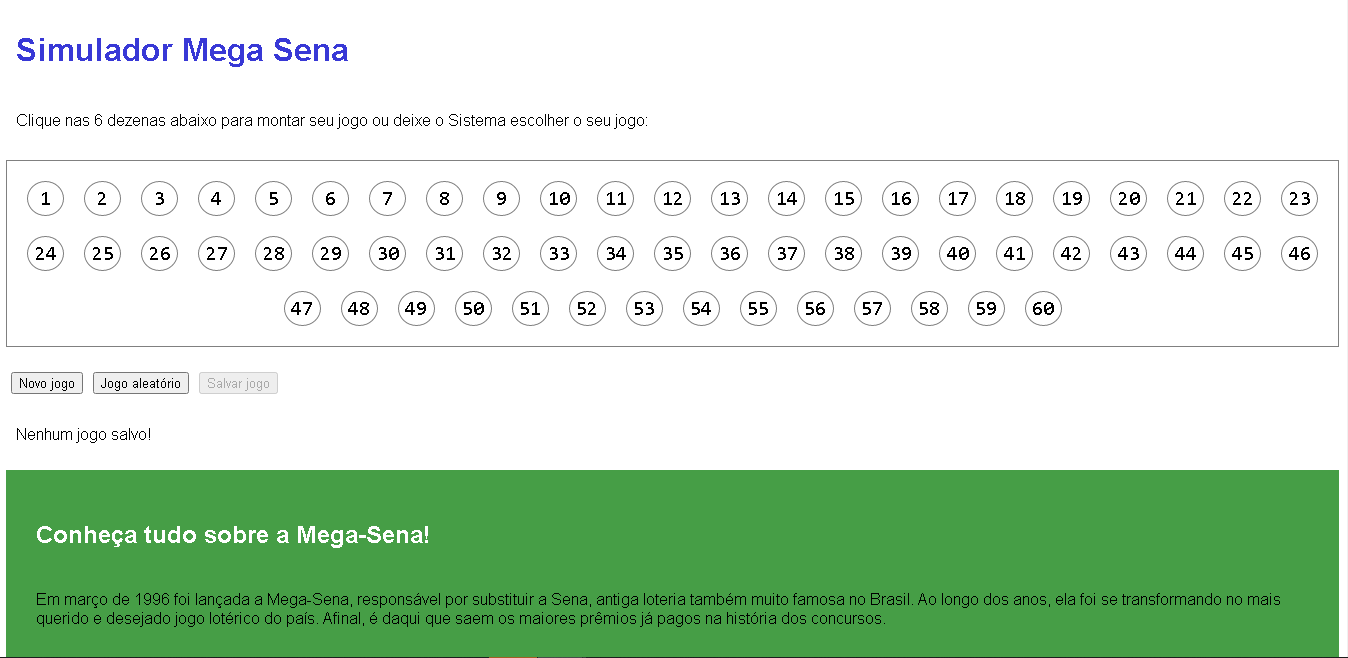 Simulador Mega Sena
Clique nas 6 dezenas abaixo para montar seu jogo ou deixe o Sistema escolher o seu jogo:
1 2 3 4 5 6 7 8 9 10 11 12 13 14 15 16 17 18 19 20 21 22 23
24 25 26 27 28 29 30 31 32 33 34 35 36 37 38 39 40 41 42 43 44 45 46
47 48 49 50 51 52 53 54 55 56 57 58 59 60
Novo jogo Jogo aleatório Salvar jogo
Nenhum jogo salvo!
Conheça tudo sobre a Mega-Sena!
Em março de 1996 foi lançada a Mega-Sena, responsável por substituir a Sena, antiga loteria também muito famosa no Brasil. Ao longo dos anos, ela foi se transformando no mais
querido e desejado jogo lotérico do país. Afinal, é daqui que saem os maiores prêmios já pagos na história dos concursos.